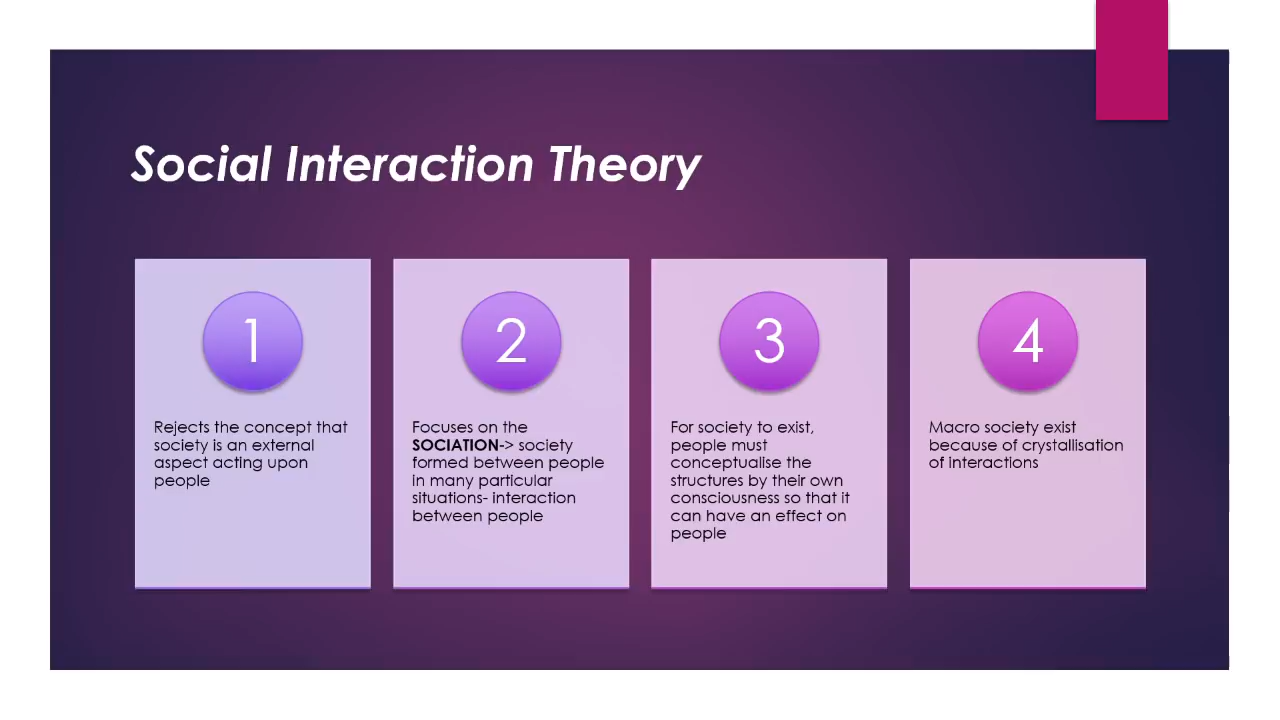 Social Interaction Theory
1
Rejects the concept that
society is an external
aspect acting upon
people
2
Focuses on the
SOCIATION-> society
formed between people
in many particular
situations- interaction
between people
3
For society to exist,
people must
conceptualise the
structures by their own
consciousness so that it
can have an effect on
people
4
Macro society exist
because of crystallisation
of interactions